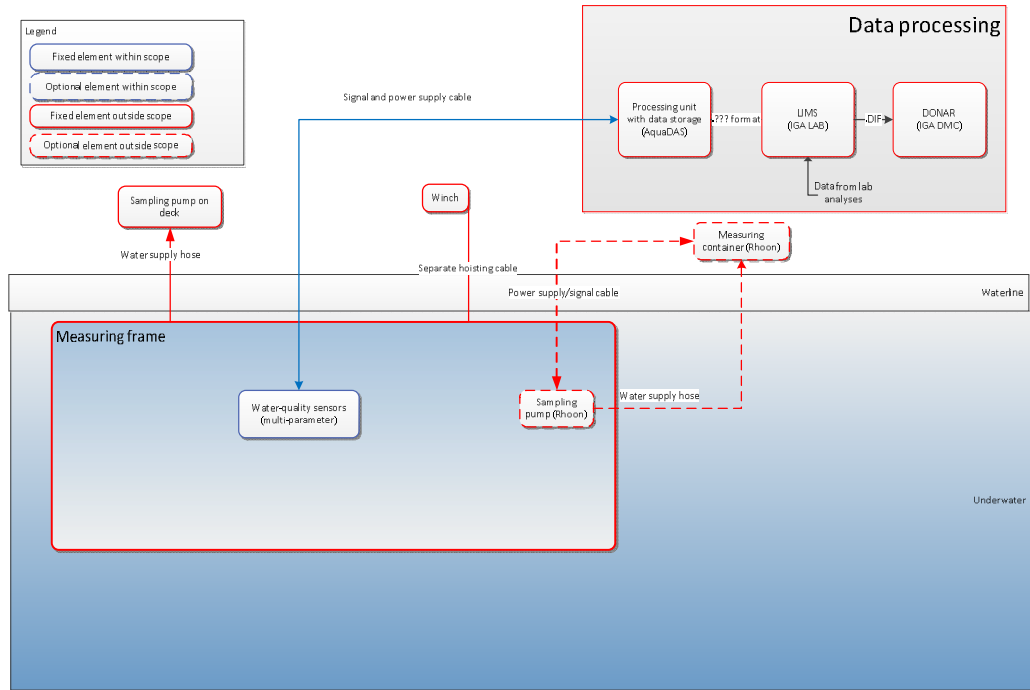 Legend
Fixed element within scope
Optional element within scope
Fixed element outside scope
Optional element outside scope
Data processing
Signal and power supply cable
Processing unit
with data storage
(AquaDAS)
??? format
LIMS
(IGA LAB)
.DIF
DONAR
(IGA DMC)
Data from lab
analyses
Sampling pump on
deck
Winch
Measuring
container (Rhoon)
Water supply hose
Separate hoisting cable
Power supply/signal cable
Waterline
Measuring frame
Water-quality sensors
(multi-parameter)
Sampling
pump (Rhoon)
Water supply hose
Underwater